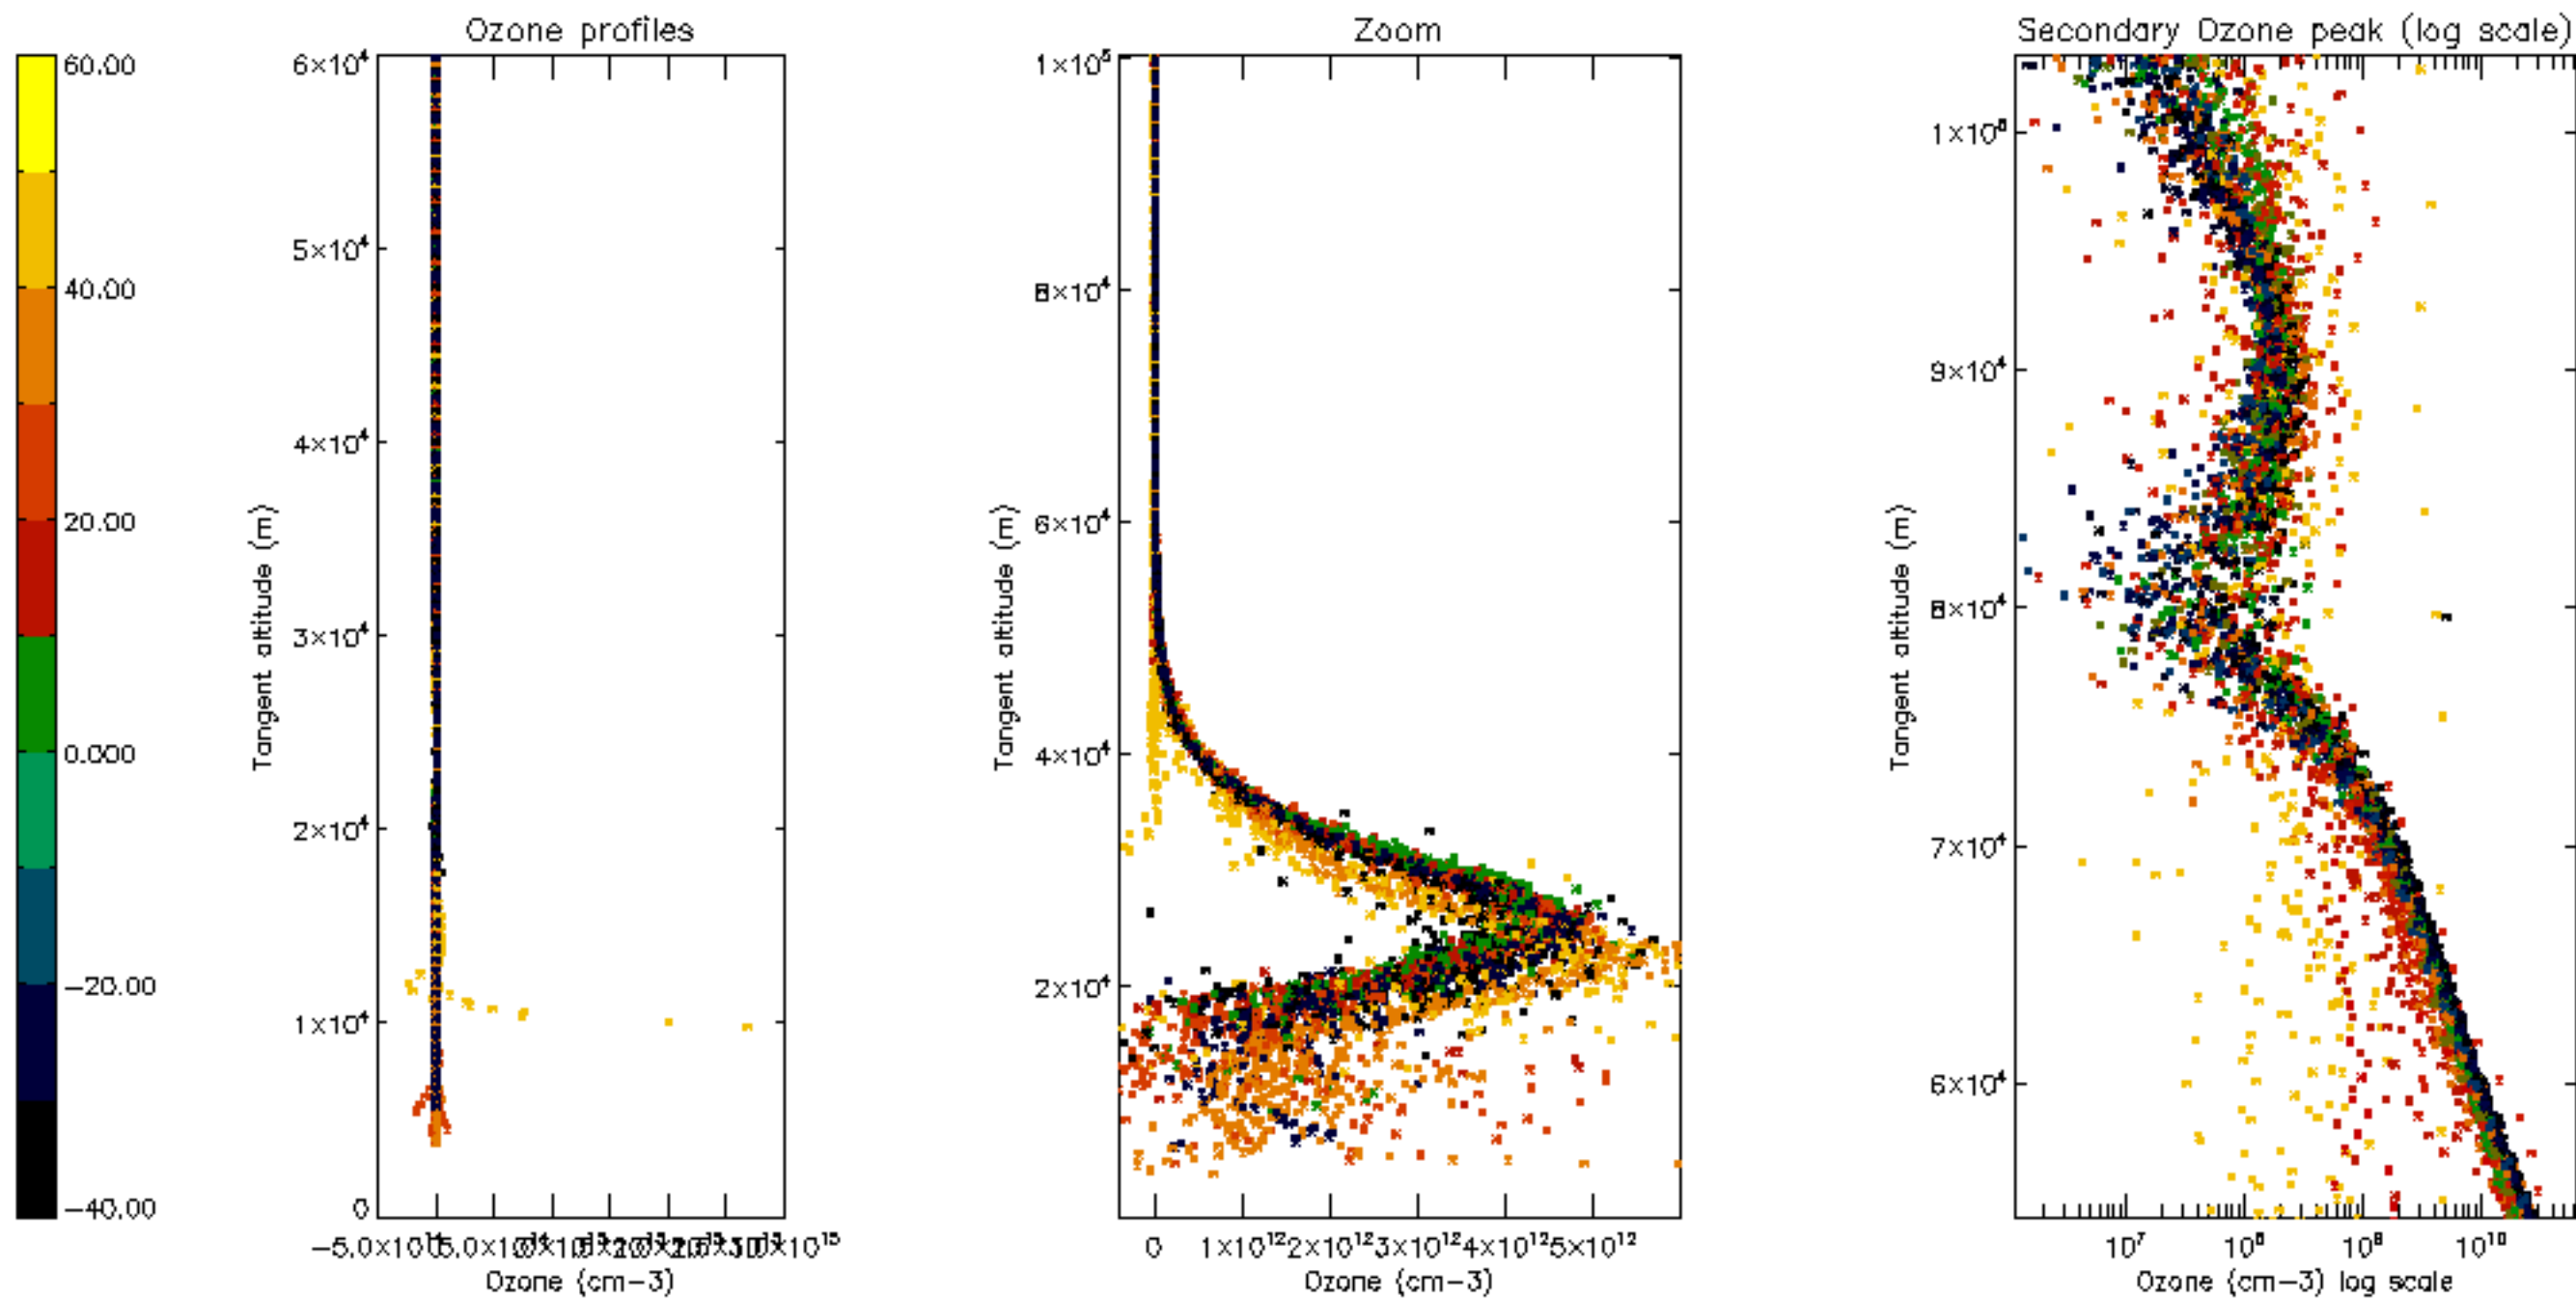 Ozone profiles
Zoom
Secondary Ozone peak (log scale)
60.00
40.00
20.00
0.000
−20.00
−40.00
6×10⁴
5×10⁴
4×10⁴
3×10⁴
2×10⁴
1×10⁴
0
Tangent altitude (m)
Ozone (cm−3)
1×10⁵
8×10⁴
6×10⁴
4×10⁴
2×10⁴
Tangent altitude (m)
0 1×10¹² 2×10¹² 3×10¹² 4×10¹² 5×10¹²
Ozone (cm−3)
9×10⁴
8×10⁴
7×10⁴
6×10⁴
Tangent altitude (m)
10⁷ 10⁸ 10⁹ 10¹⁰
Ozone (cm−3) log scale